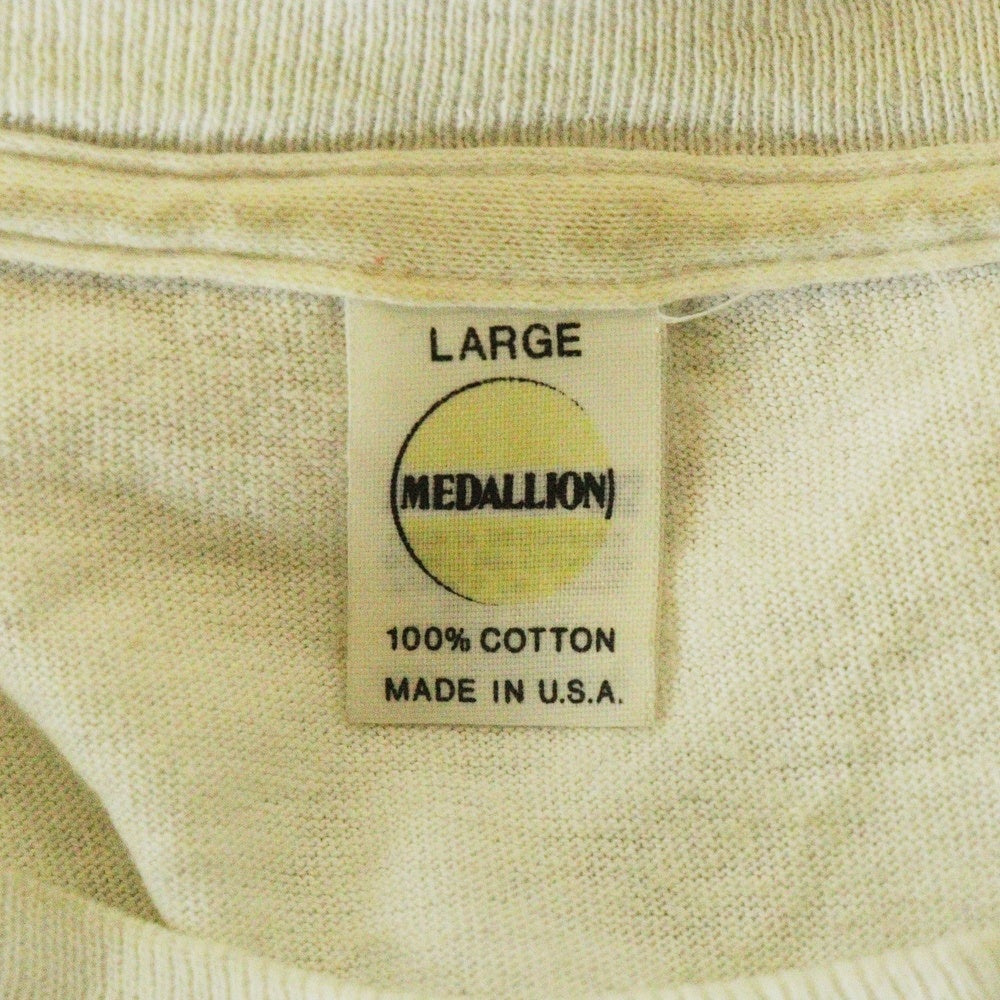 LARGE
MEDALLION
100% COTTON
MADE IN U.S.A.